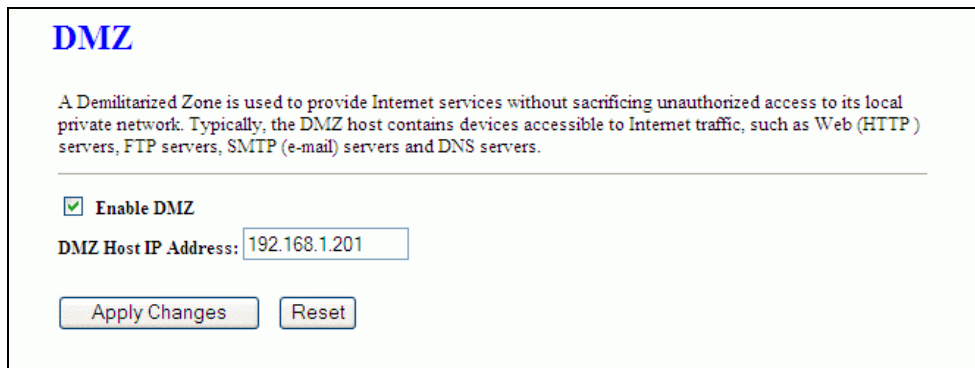 DMZ
A Demilitarized Zone is used to provide Internet services without sacrificing unauthorized access to its local
private network. Typically, the DMZ host contains devices accessible to Internet traffic, such as Web (HTTP )
servers, FTP servers, SMTP (e-mail) servers and DNS servers.
Enable DMZ
DMZ Host IP Address: 192.168.1.201
Apply Changes Reset